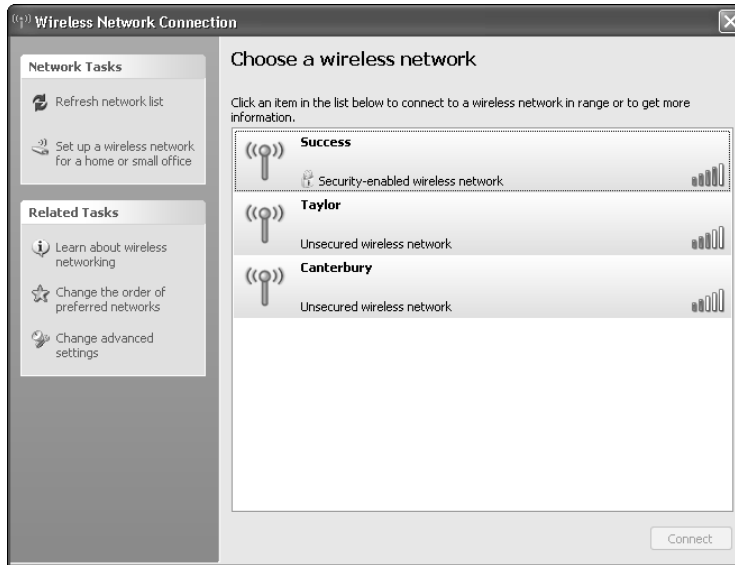 Wireless Network Connection
Network Tasks
Refresh network list
Set up a wireless network
for a home or small office
Related Tasks
Learn about wireless
networking
Change the order of
preferred networks
Change advanced
settings
Choose a wireless network
Click an item in the list below to connect to a wireless network in range or to get more
information.
Success
Security-enabled wireless network
Taylor
Unsecured wireless network
Canterbury
Unsecured wireless network
Connect